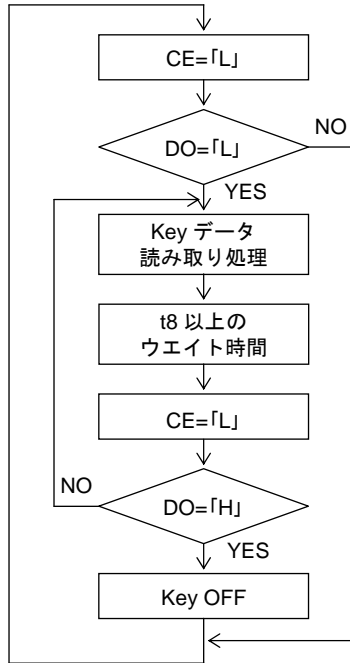 CE=「L」
DO=「L」
NO
YES
Key データ
読み取り処理
t8 以上の
ウエイト時間
CE=「L」
NO
DO=「H」
YES
Key OFF